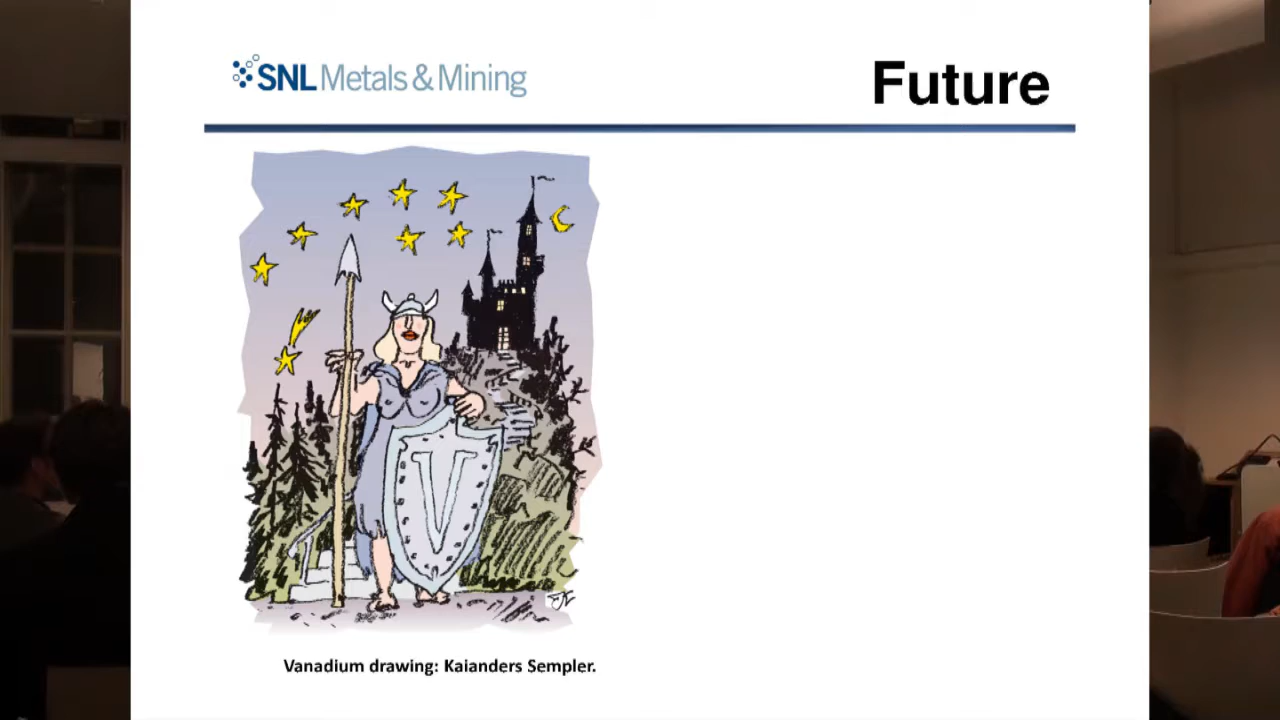 SNL Metals & Mining
Future
V
Vanadium drawing: Kaianders Sempler.